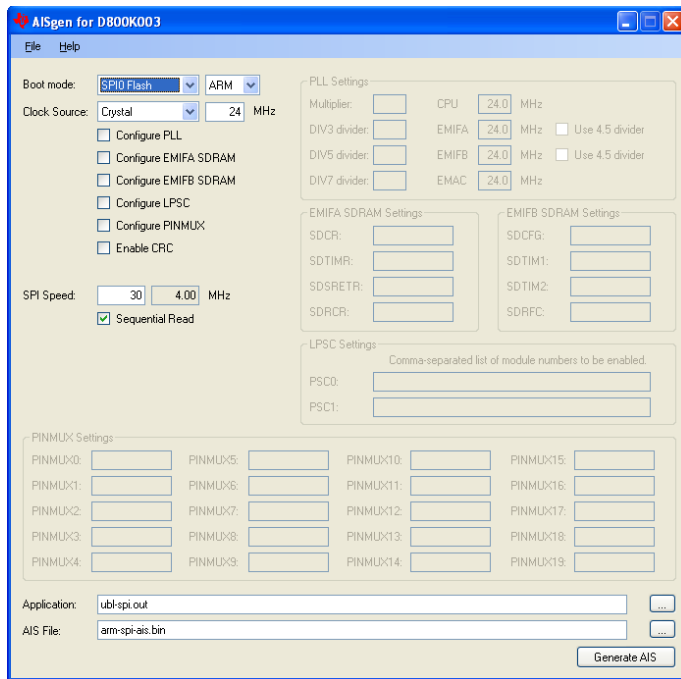 AISgen for D800K003
File Help
Boot mode: SPI0 Flash ARM
Clock Source: Crystal 24 MHz
Configure PLL
Configure EMIFA SDRAM
Configure EMIFB SDRAM
Configure LPSC
Configure PINMUX
Enable CRC
SPI Speed: 30 4.00 MHz
Sequential Read
PLL Settings
Multiplier: CPU 24.0 MHz
DIV3 divider: EMIFA 24.0 MHz Use 4.5 divider
DIV5 divider: EMIFB 24.0 MHz Use 4.5 divider
DIV7 divider: EMAC 24.0 MHz
EMIFA SDRAM Settings
SDCR:
SDTIMR:
SDSRETR:
SDRCR:
EMIFB SDRAM Settings
SDCFG:
SDTIM1:
SDTIM2:
SDRFC:
LPSC Settings
Comma-separated list of module numbers to be enabled.
PSC0:
PSC1:
PINMUX Settings
PINMUX0: PINMUX5: PINMUX10: PINMUX15:
PINMUX1: PINMUX6: PINMUX11: PINMUX16:
PINMUX2: PINMUX7: PINMUX12: PINMUX17:
PINMUX3: PINMUX8: PINMUX13: PINMUX18:
PINMUX4: PINMUX9: PINMUX14: PINMUX19:
Application: ubl-spi.out ...
AIS File: arm-spi-ais.bin ...
Generate AIS